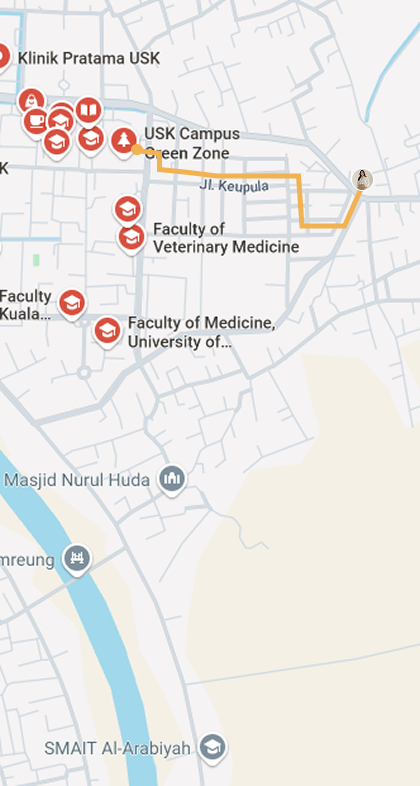 Klinik Pratama USK
USK Campus
Green Zone
K
Jl. Keupula
Faculty of
Veterinary Medicine
Faculty
Kuala...
Faculty of Medicine,
University of...
Masjid Nurul Huda
mreung
SMAIT Al-Arabiyah